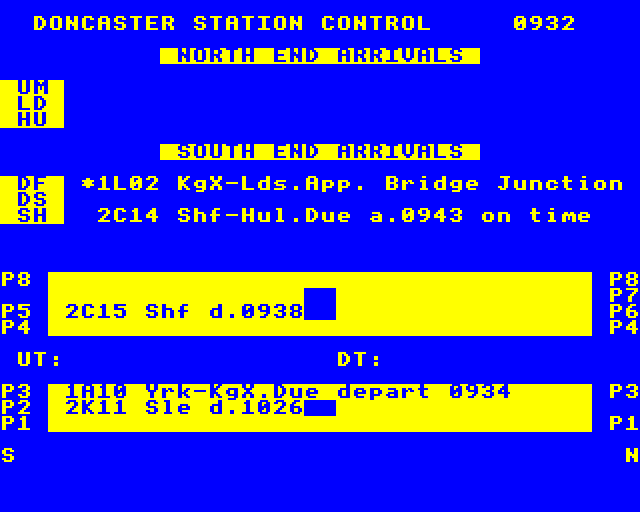 DONCASTER STATION CONTROL 0932
NORTH END ARRIVALS
UM
LD
HU
SOUTH END ARRIVALS
DF *1L02 KgX-Lds.App. Bridge Junction
DS
SH 2C14 Shf-Hul.Due a.0943 on time
P8 P8
P7
P5 2C15 Shf d.0938 P6
P4 P4
UT: DT:
P3 1A10 Yrk-KgX.Due depart 0934 P3
P2 2K11 Sle d.1026
P1 P1
S N